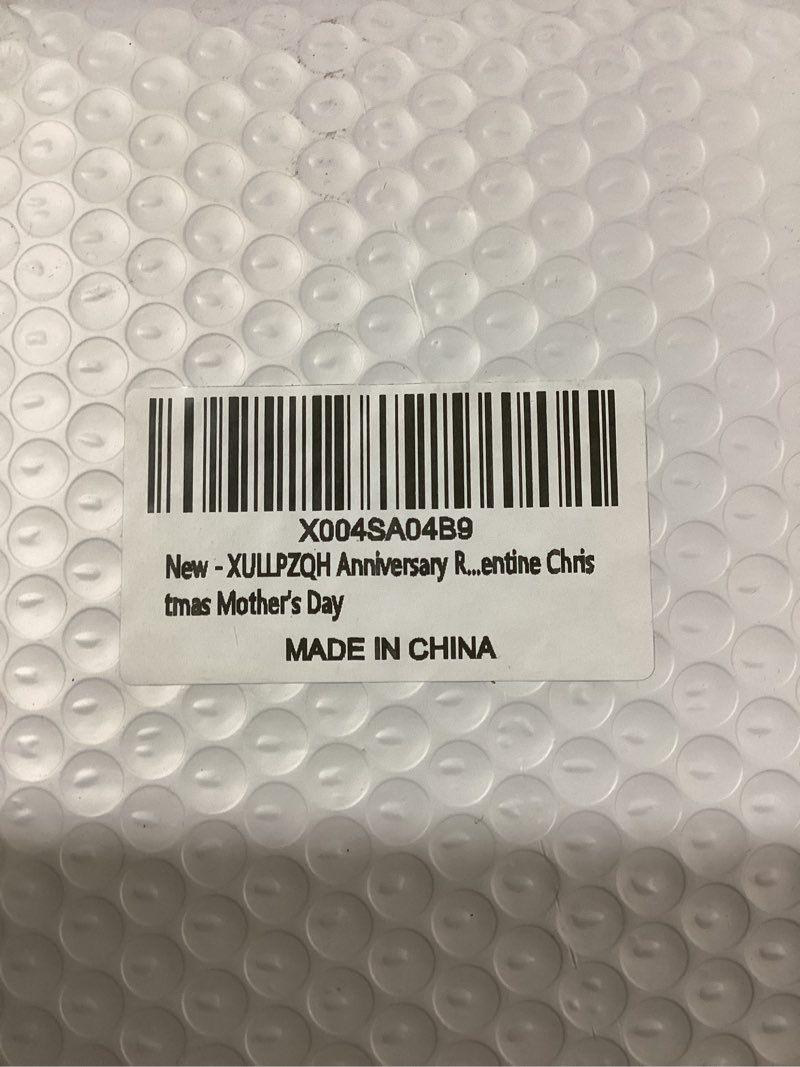 X004SA04B9
New - XULLPZQH Anniversary R...entine Chris
tmas Mother's Day
MADE IN CHINA